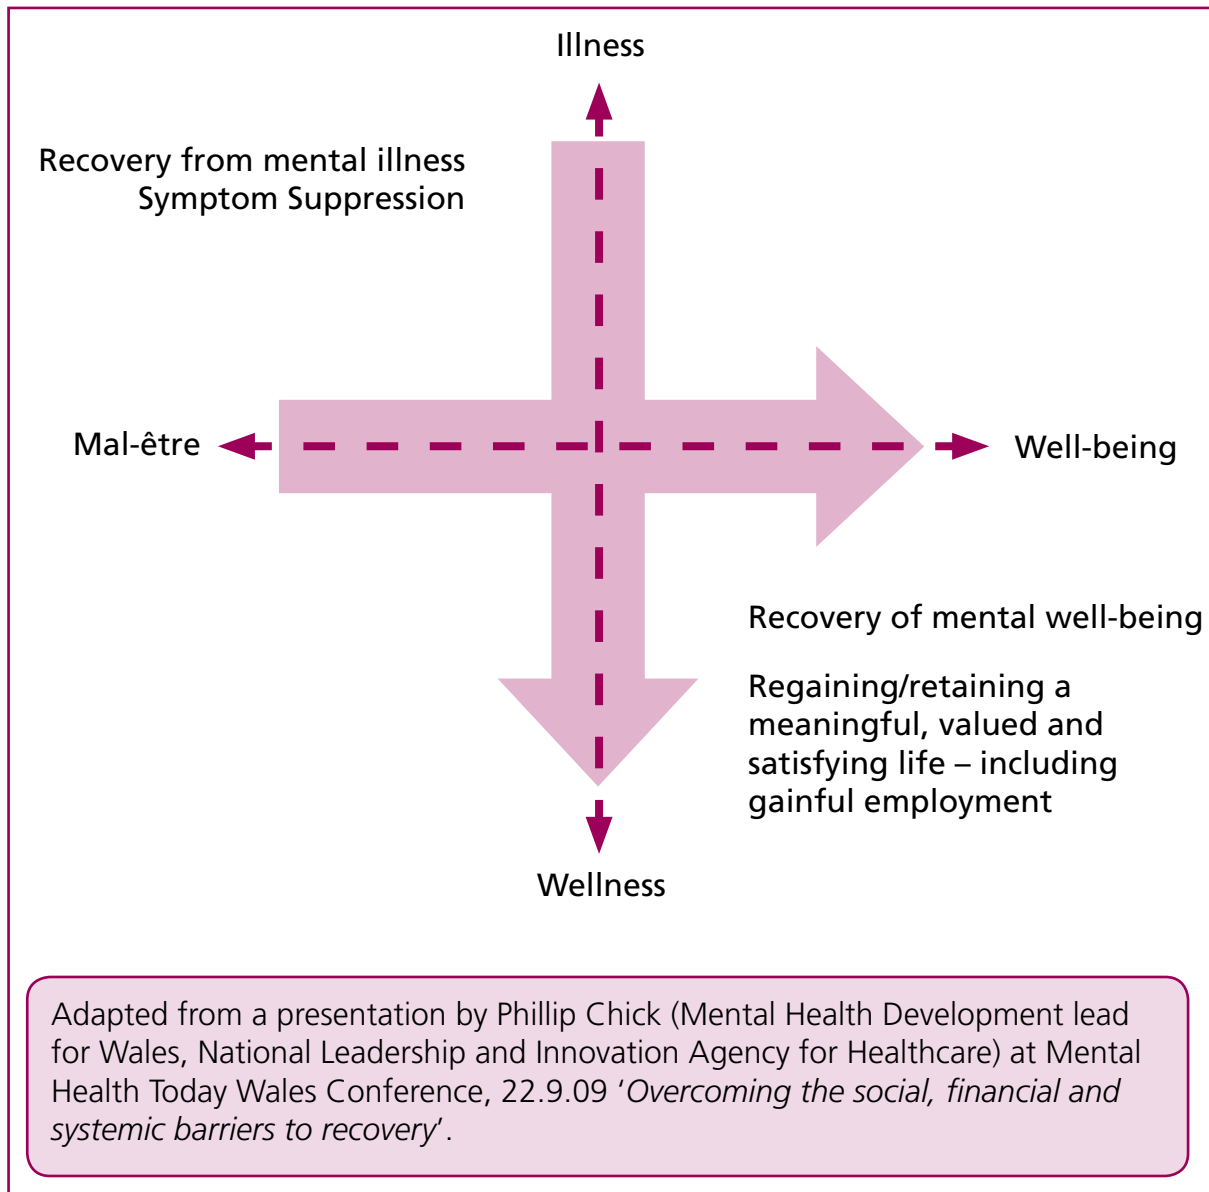 Illness
Recovery from mental illness
Symptom Suppression
Mal-être
Well-being
Recovery of mental well-being
Regaining/retaining a
meaningful, valued and
satisfying life – including
gainful employment
Wellness
Adapted from a presentation by Phillip Chick (Mental Health Development lead
for Wales, National Leadership and Innovation Agency for Healthcare) at Mental
Health Today Wales Conference, 22.9.09 ‘Overcoming the social, financial and
systemic barriers to recovery’.